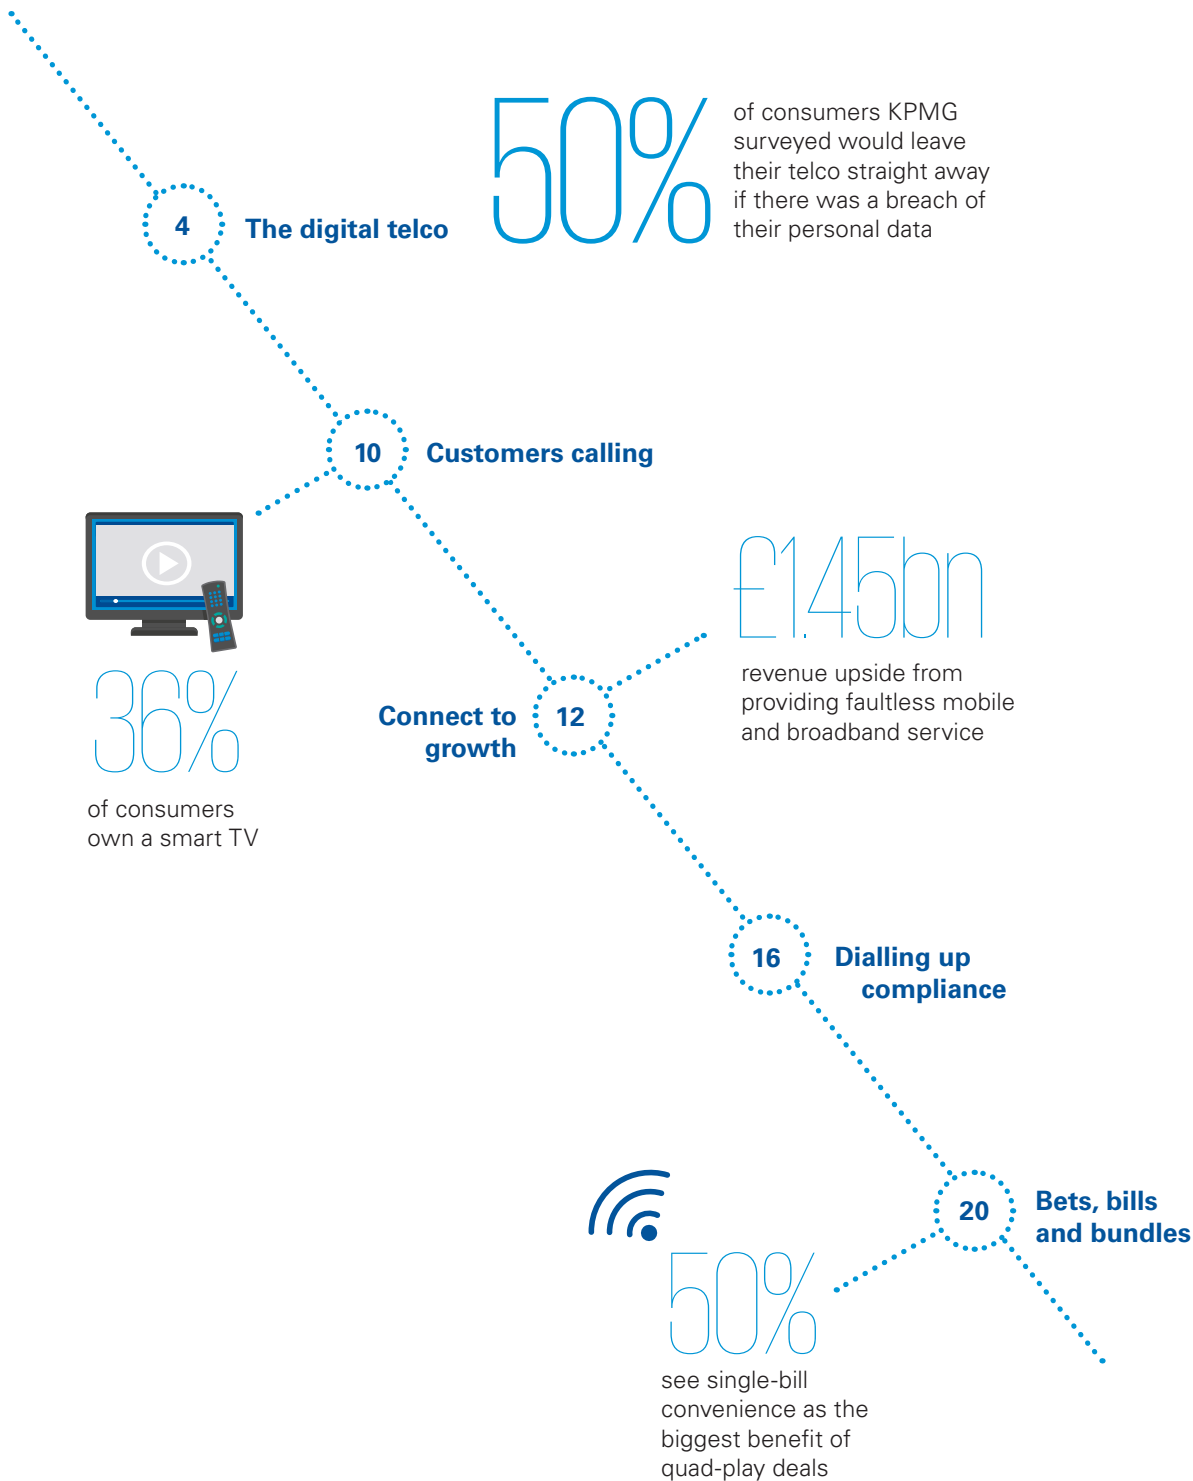 50%
of consumers KPMG
surveyed would leave
their telco straight away
if there was a breach of
their personal data
4
The digital telco
10
Customers calling
36%
of consumers
own a smart TV
£1.45bn
revenue upside from
providing faultless mobile
and broadband service
Connect to
growth
12
16
Dialling up
compliance
20
Bets, bills
and bundles
50%
see single-bill
convenience as the
biggest benefit of
quad-play deals